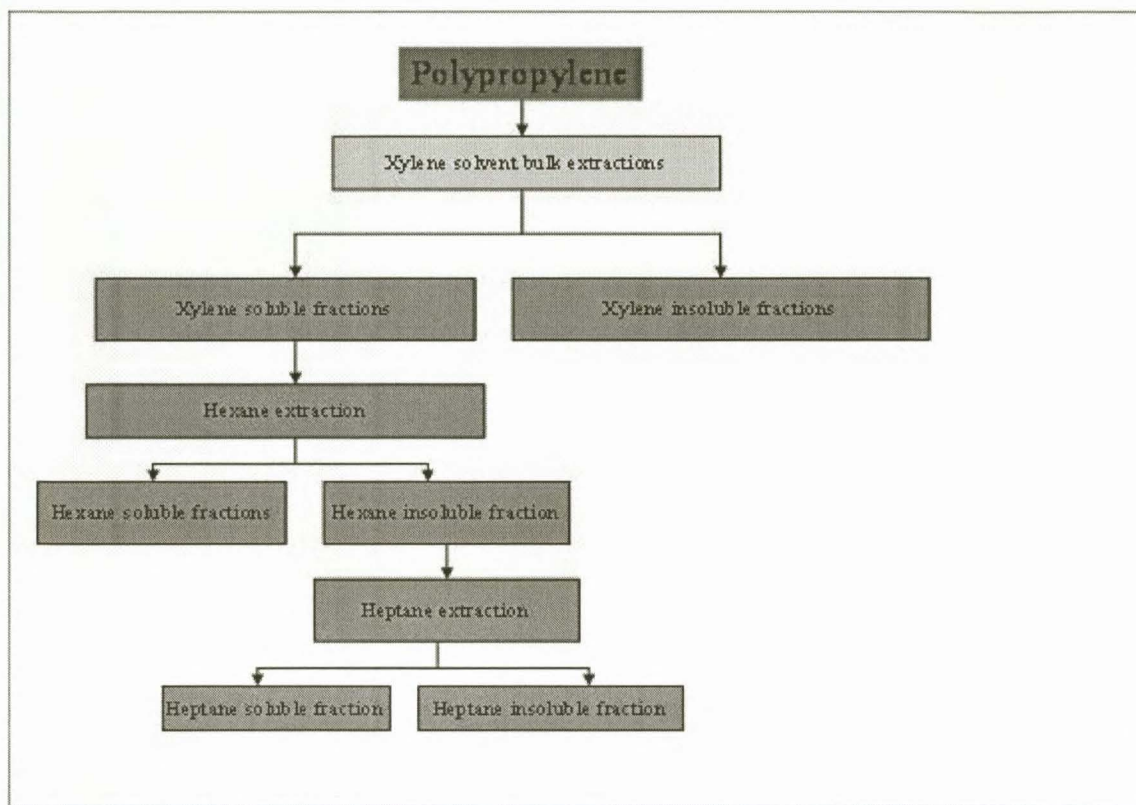 Polypropylene
Xylene solvent bulk extractions
Xylene soluble fractions
Xylene insoluble fractions
Hexane extraction
Hexane soluble fractions
Hexane insoluble fraction
Heptane extraction
Heptane soluble fraction
Heptane insoluble fraction